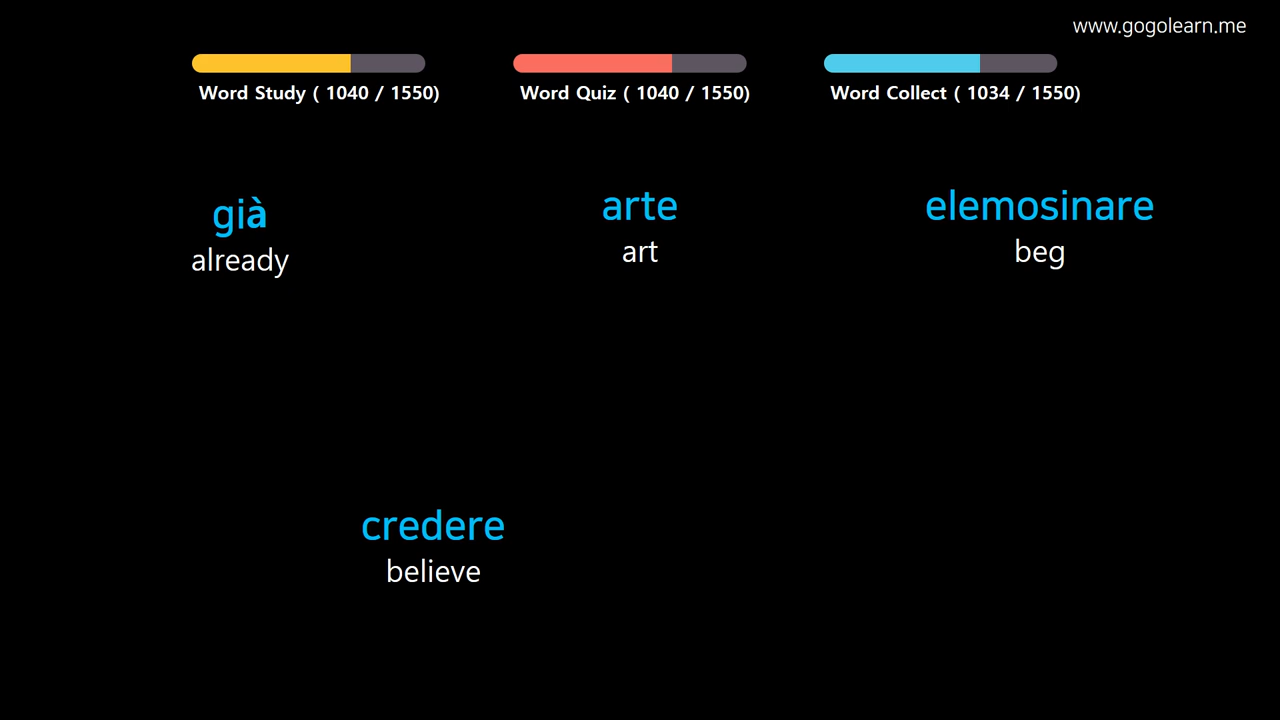 www.gogolearn.me
Word Study ( 1040 / 1550)
Word Quiz ( 1040 / 1550)
Word Collect ( 1034 / 1550)
già
already
arte
art
elemosinare
beg
credere
believe